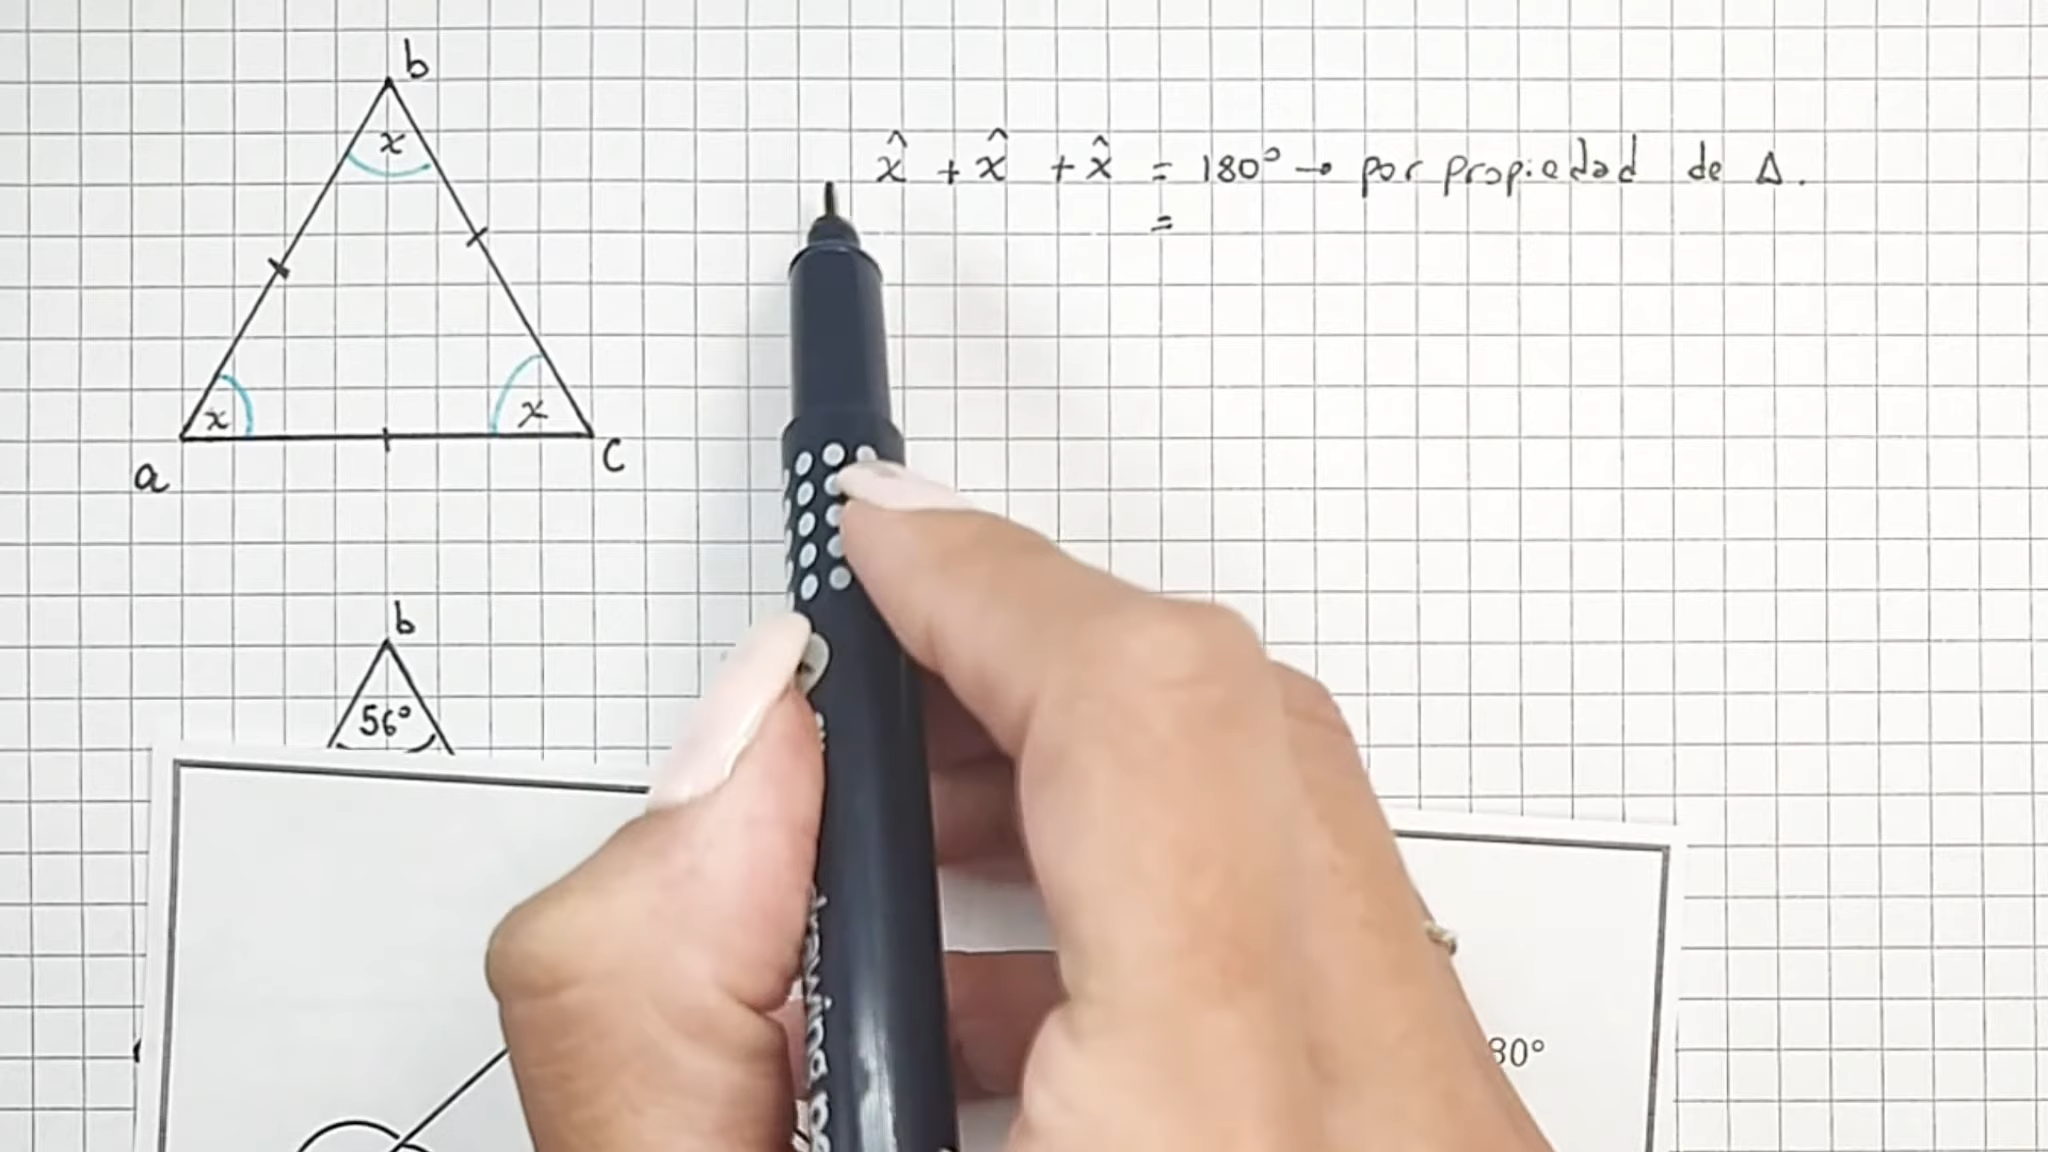 b
x
x̂ + x̂ + x̂ = 180° → por propiedad de Δ.
=
x
x
a
c
b
56°
80°